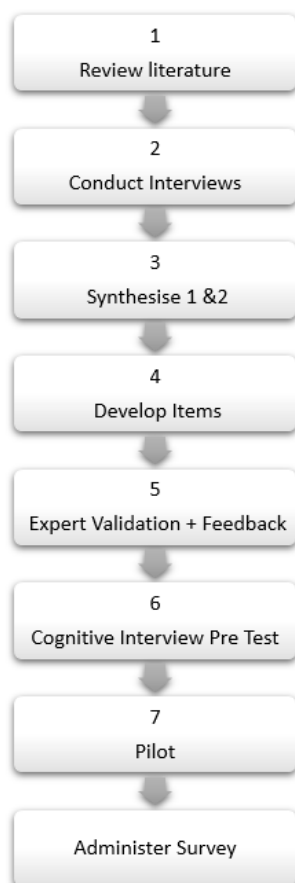 1
Review literature
2
Conduct Interviews
3
Synthesise 1 &2
4
Develop Items
5
Expert Validation + Feedback
6
Cognitive Interview Pre Test
7
Pilot
Administer Survey